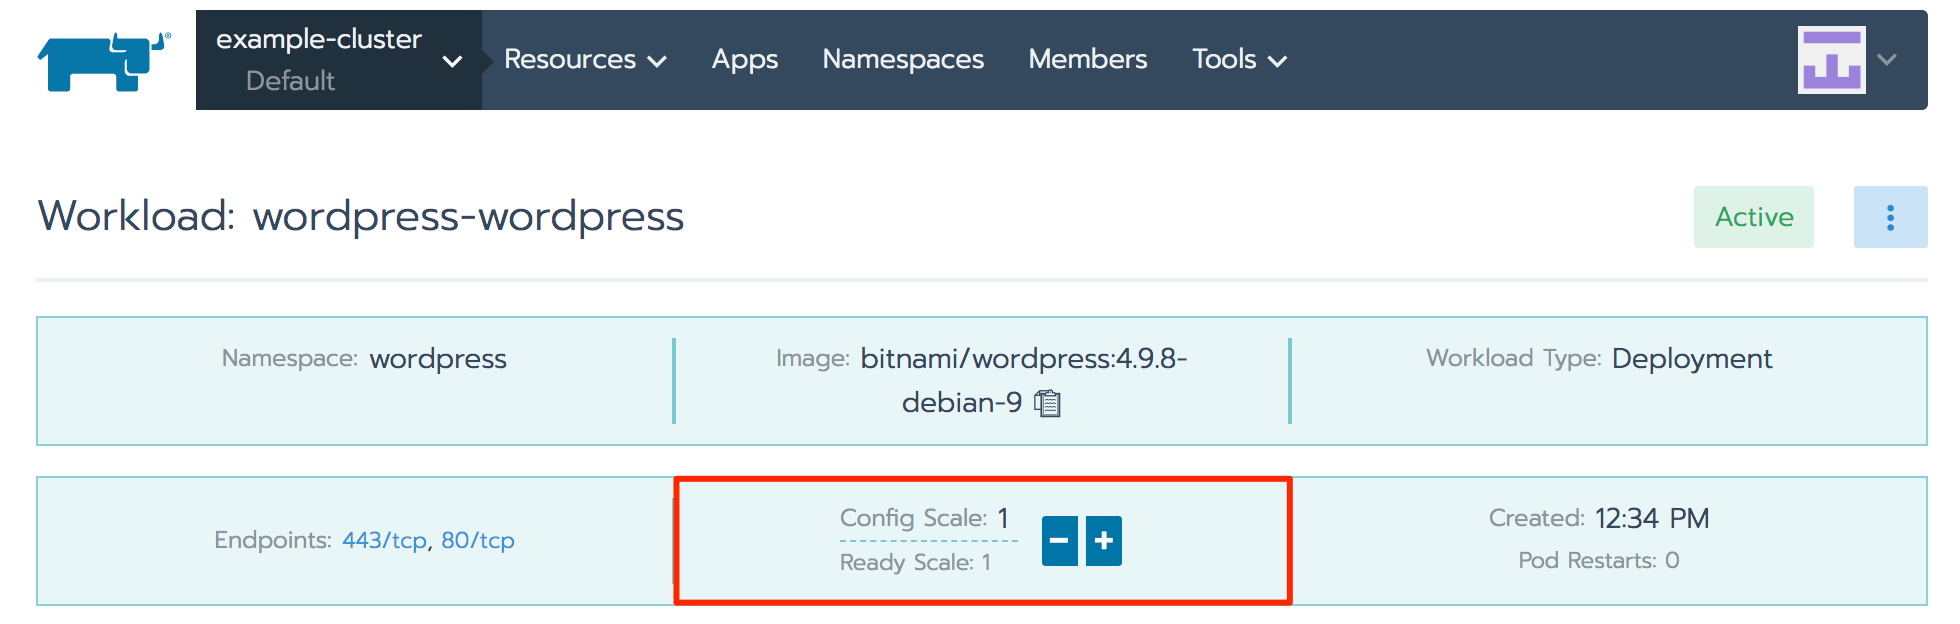 example-cluster
Default
Resources Apps Namespaces Members Tools
Workload: wordpress-wordpress
Active
Namespace: wordpress
Image: bitnami/wordpress:4.9.8-
debian-9
Workload Type: Deployment
Endpoints: 443/tcp, 80/tcp
Config Scale: 1
Ready Scale: 1
Created: 12:34 PM
Pod Restarts: 0